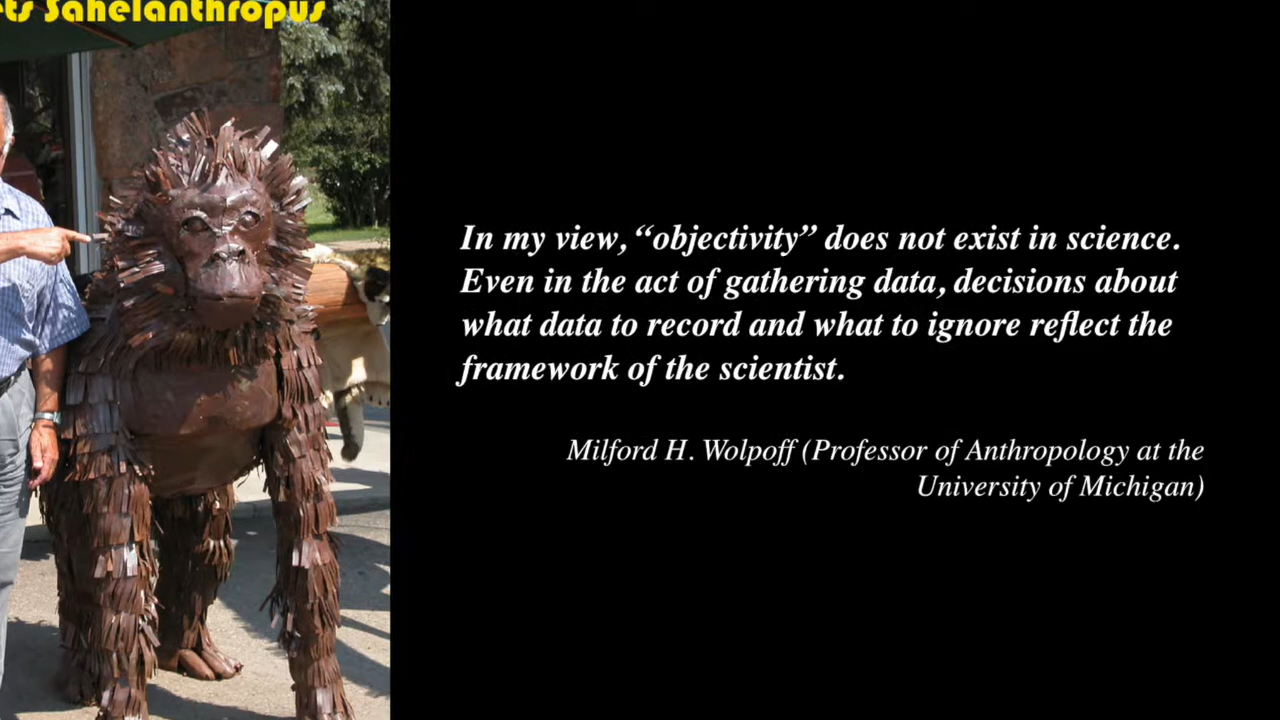 Sahelanthropus
In my view, “objectivity” does not exist in science.
Even in the act of gathering data, decisions about
what data to record and what to ignore reflect the
framework of the scientist.
Milford H. Wolpoff (Professor of Anthropology at the
University of Michigan)